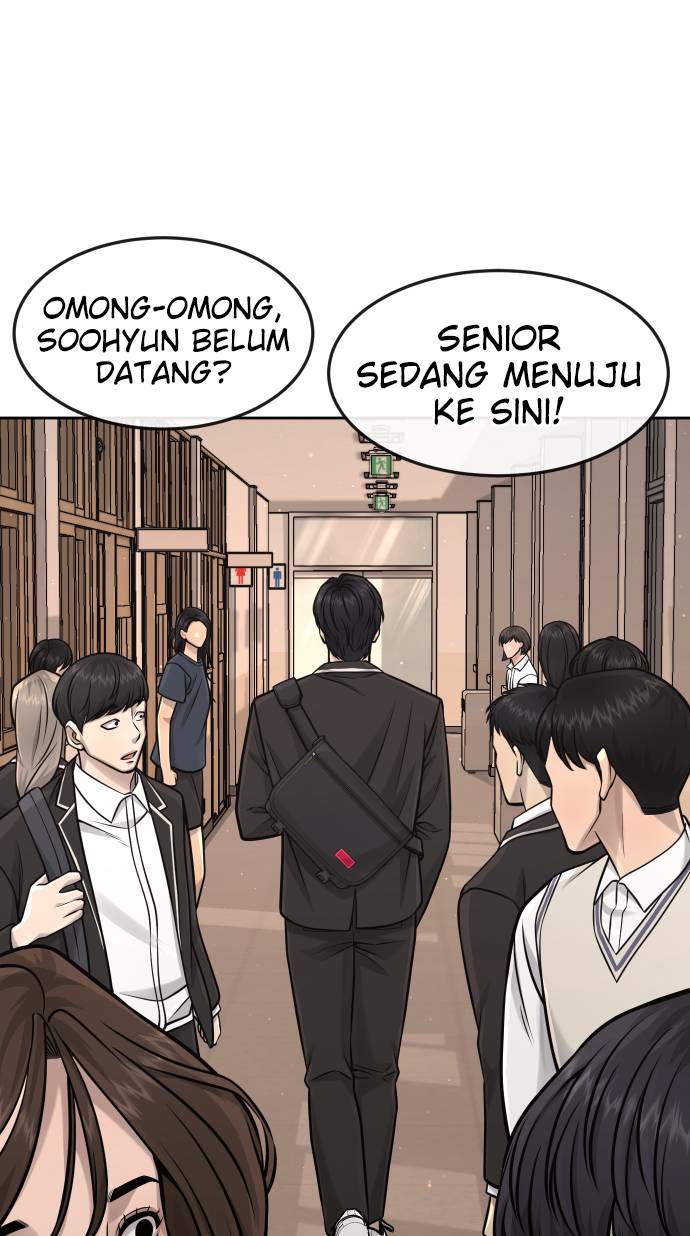 OMONG-OMONG,
SOOHYUN BELUM
DATANG?
SENIOR
SEDANG MENUJU
KE SINI!